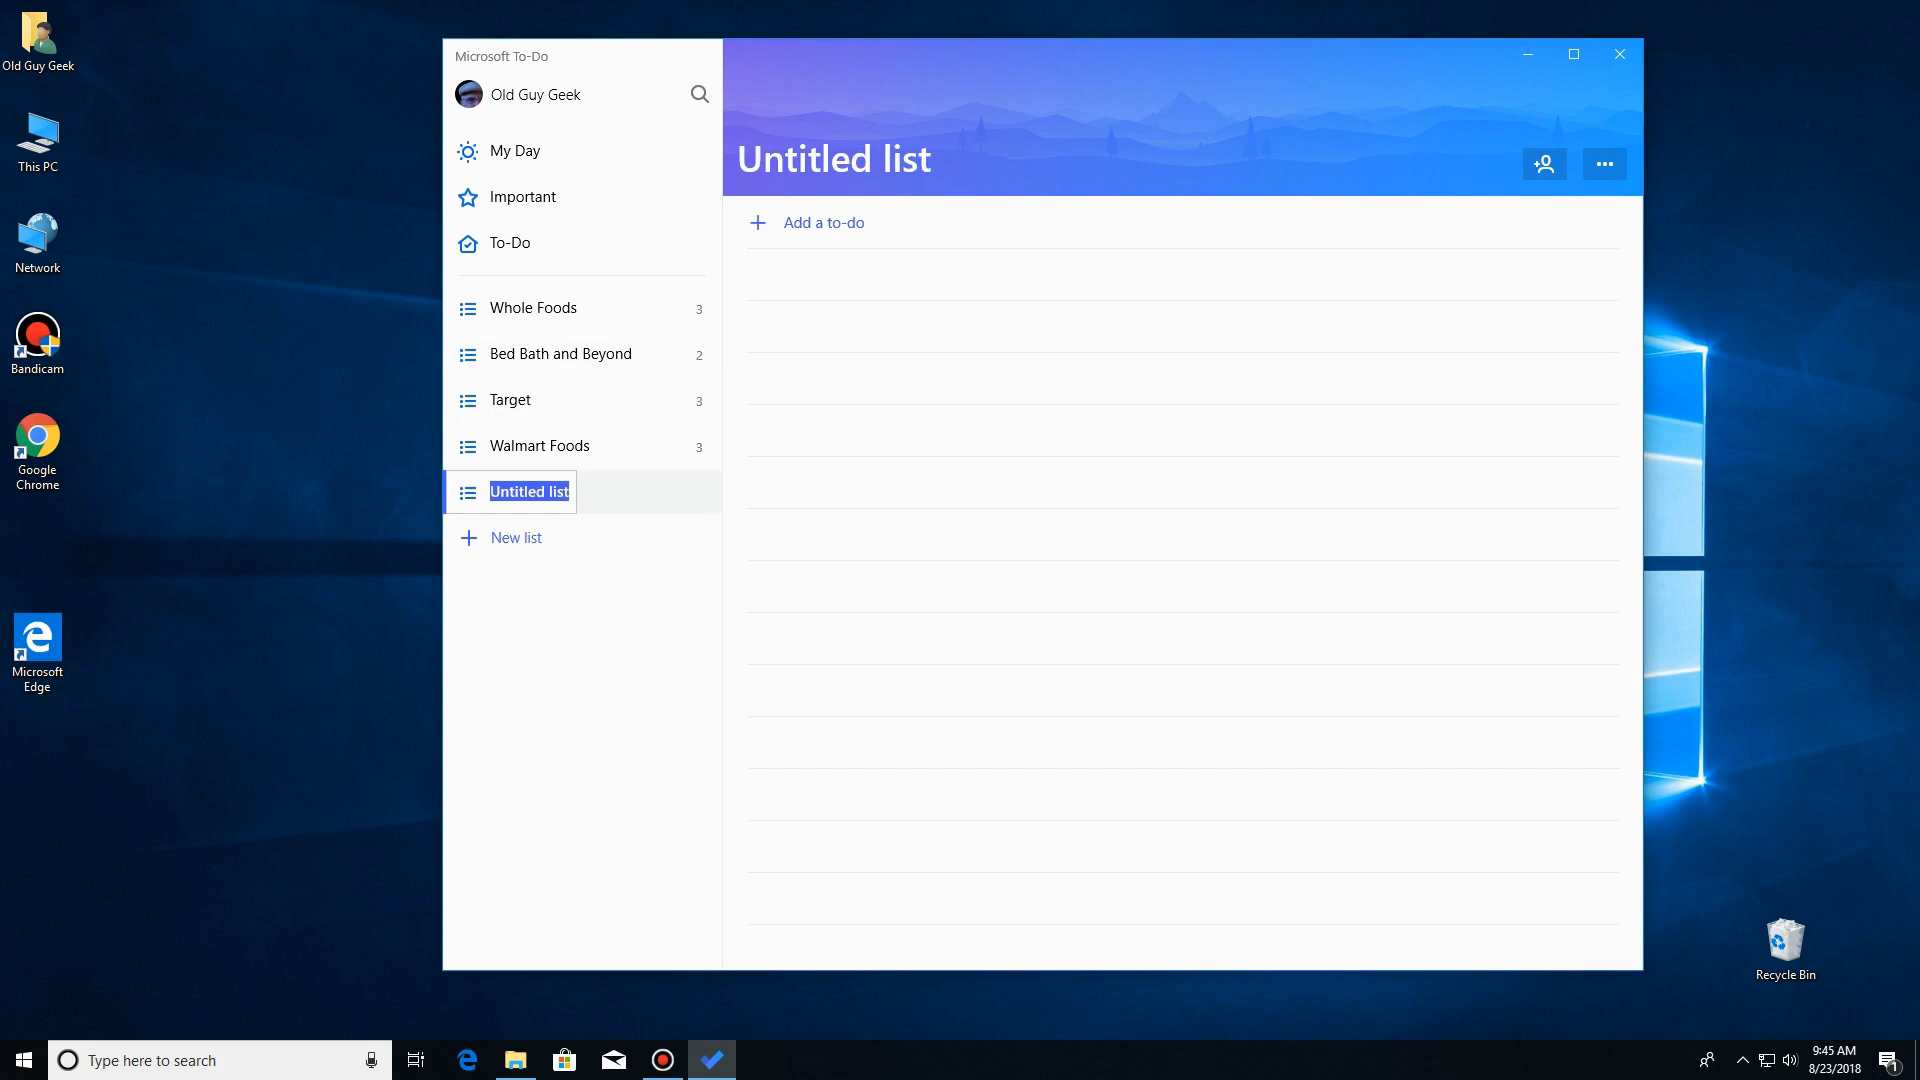 Old Guy Geek
This PC
Network
Bandicam
Google
Chrome
Microsoft
Edge
Microsoft To-Do
Old Guy Geek
My Day
Important
To-Do
Whole Foods 3
Bed Bath and Beyond 2
Target 3
Walmart Foods 3
Untitled list
New list
Untitled list
Add a to-do
Recycle Bin
Type here to search
9:45 AM
8/23/2018
1